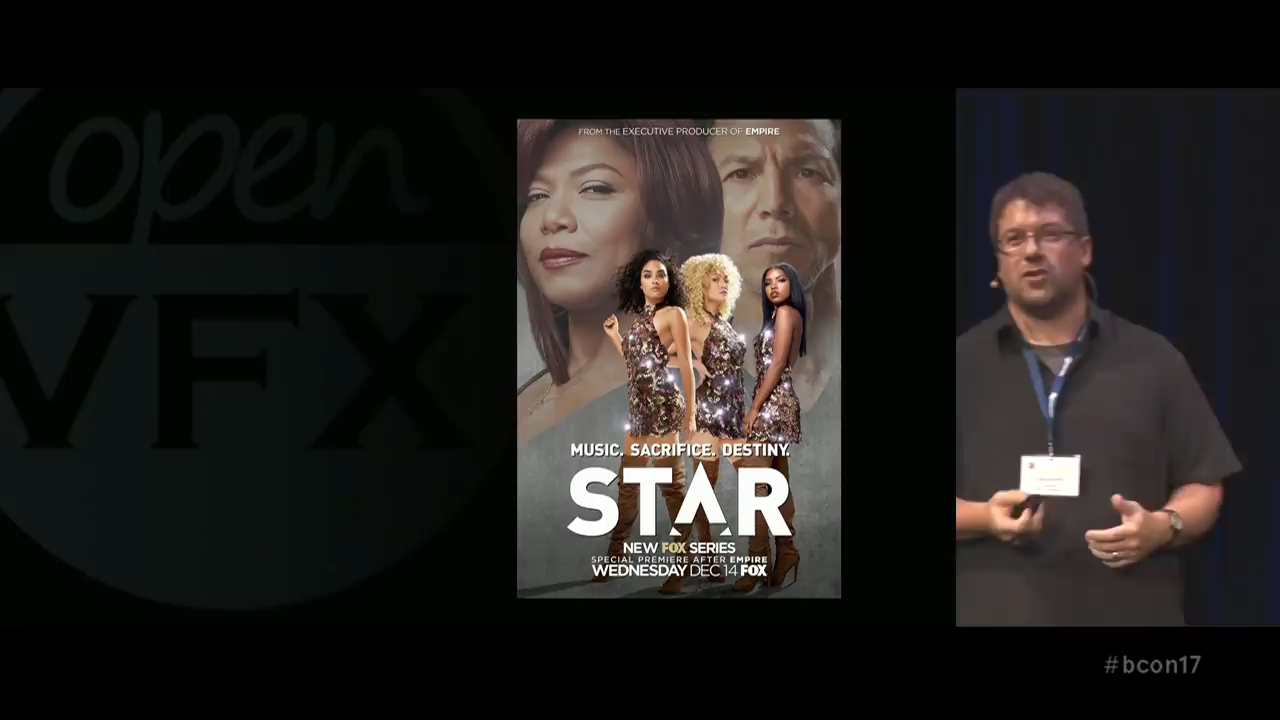 open
VFX
FROM THE EXECUTIVE PRODUCER OF EMPIRE
MUSIC. SACRIFICE. DESTINY.
STAR
NEW FOX SERIES
SPECIAL PREMIERE AFTER EMPIRE
WEDNESDAY DEC 14 FOX
#bcon17